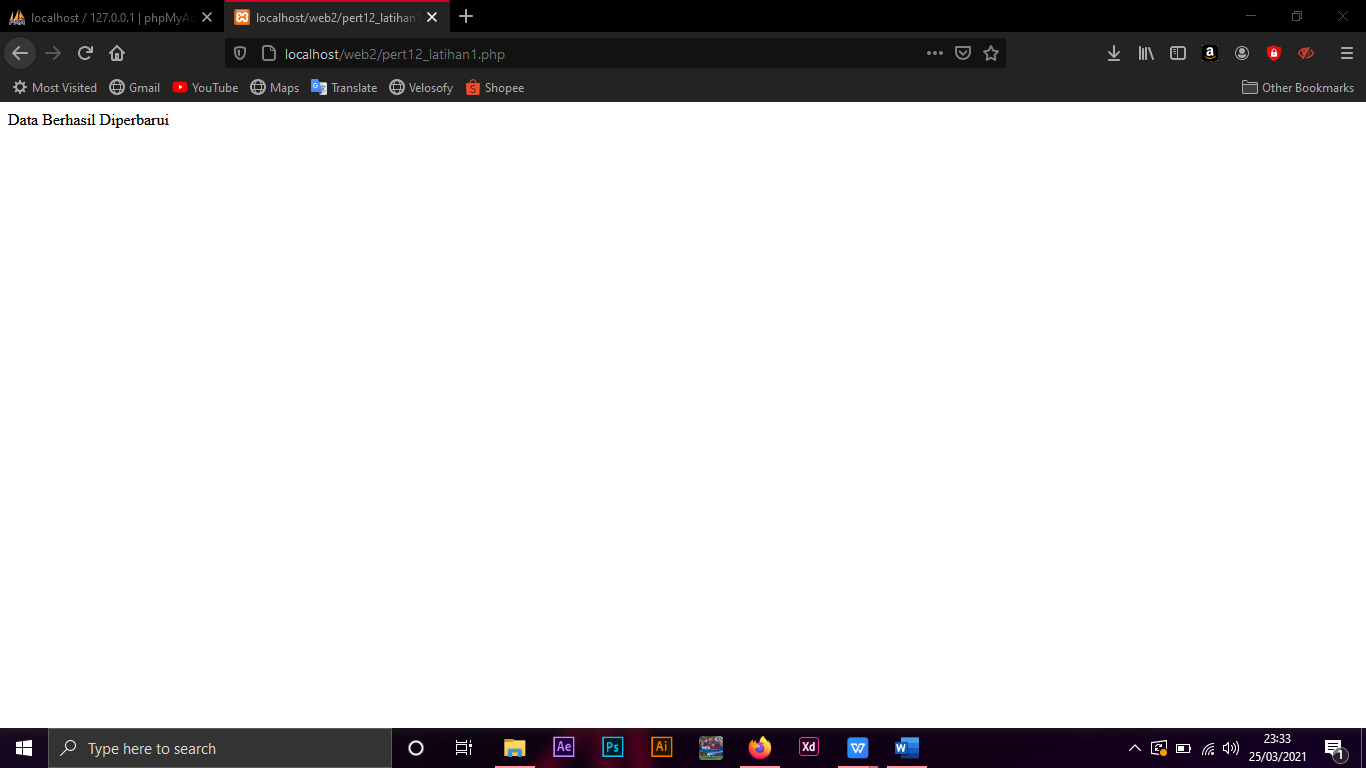 localhost / 127.0.0.1 | phpMyAd
localhost/web2/pert12_latihan1
localhost/web2/pert12_latihan1.php
Most Visited Gmail YouTube Maps Translate Velosofy Shopee Other Bookmarks
Data Berhasil Diperbarui
Type here to search
Ae Ps Ai Xd W W
23:33
25/03/2021
1